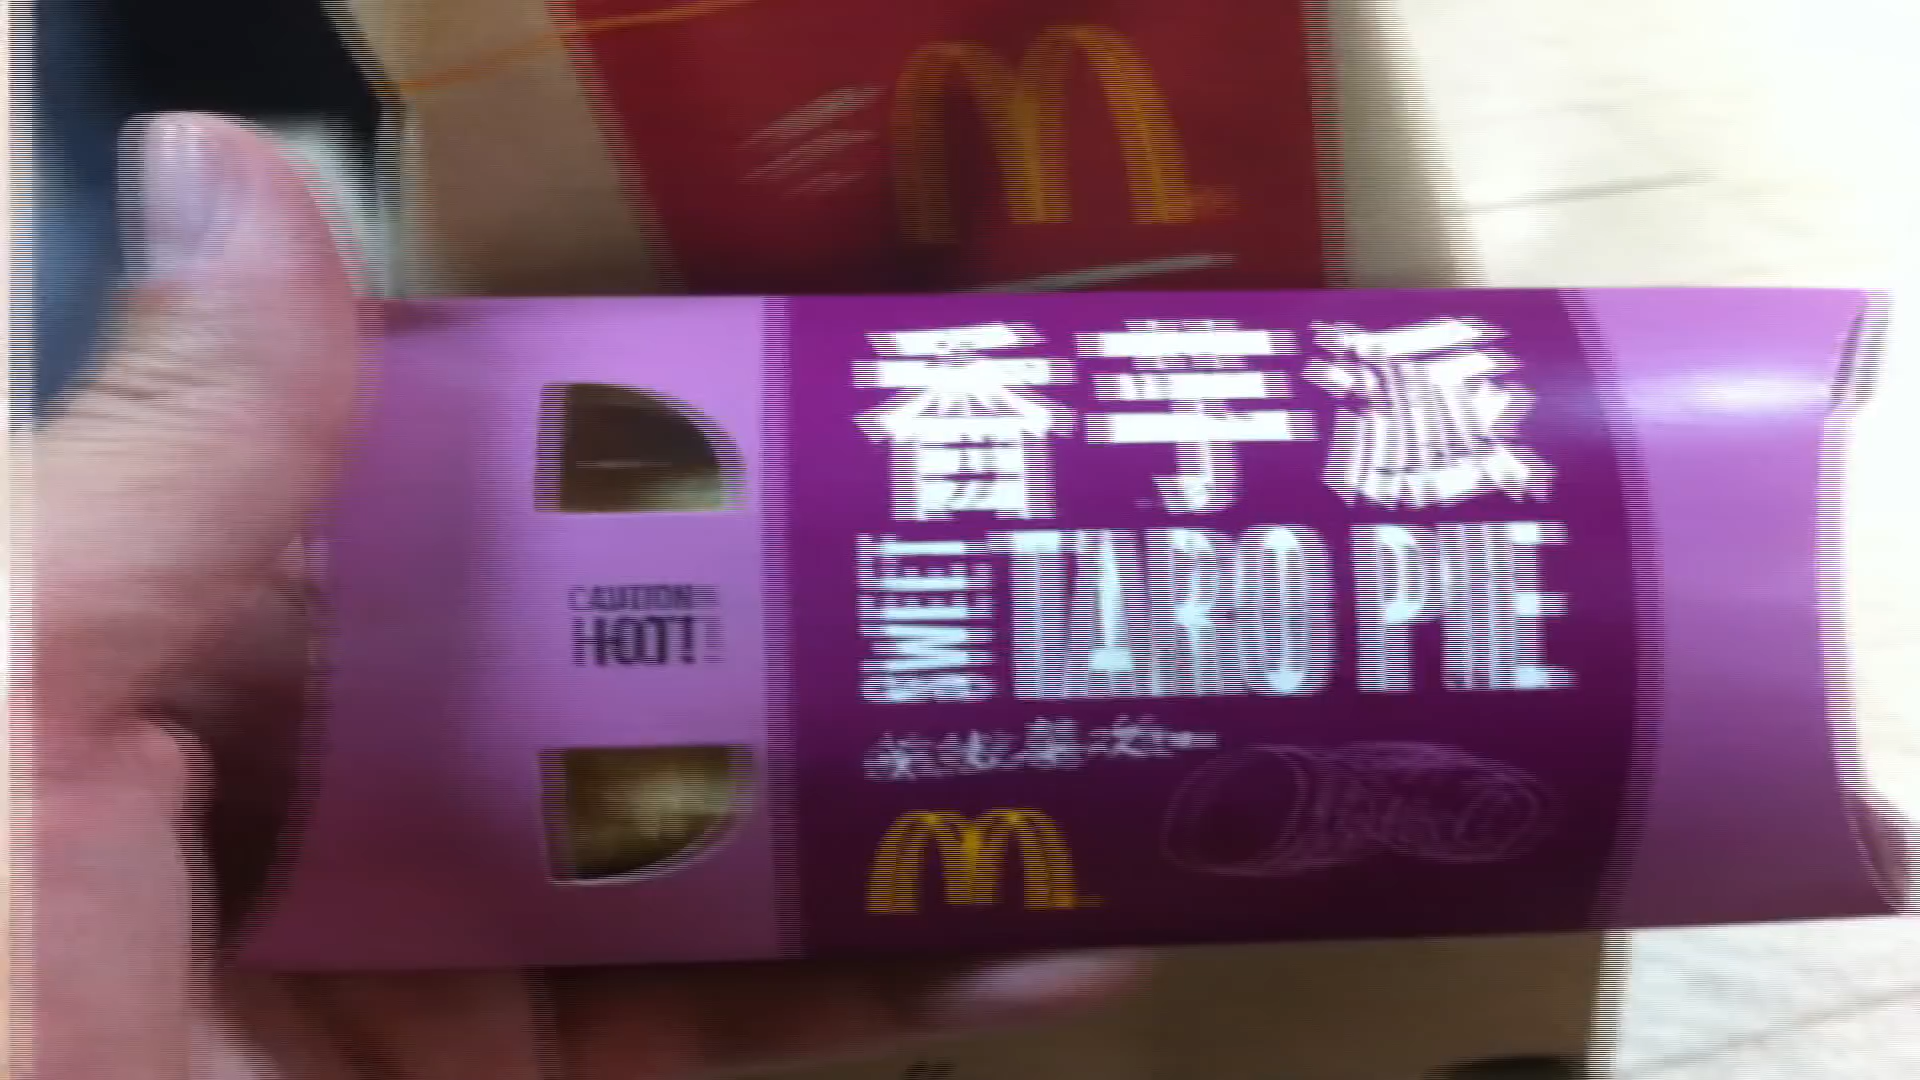 香芋派
SWEET TARO PIE
CAUTION
HOT!